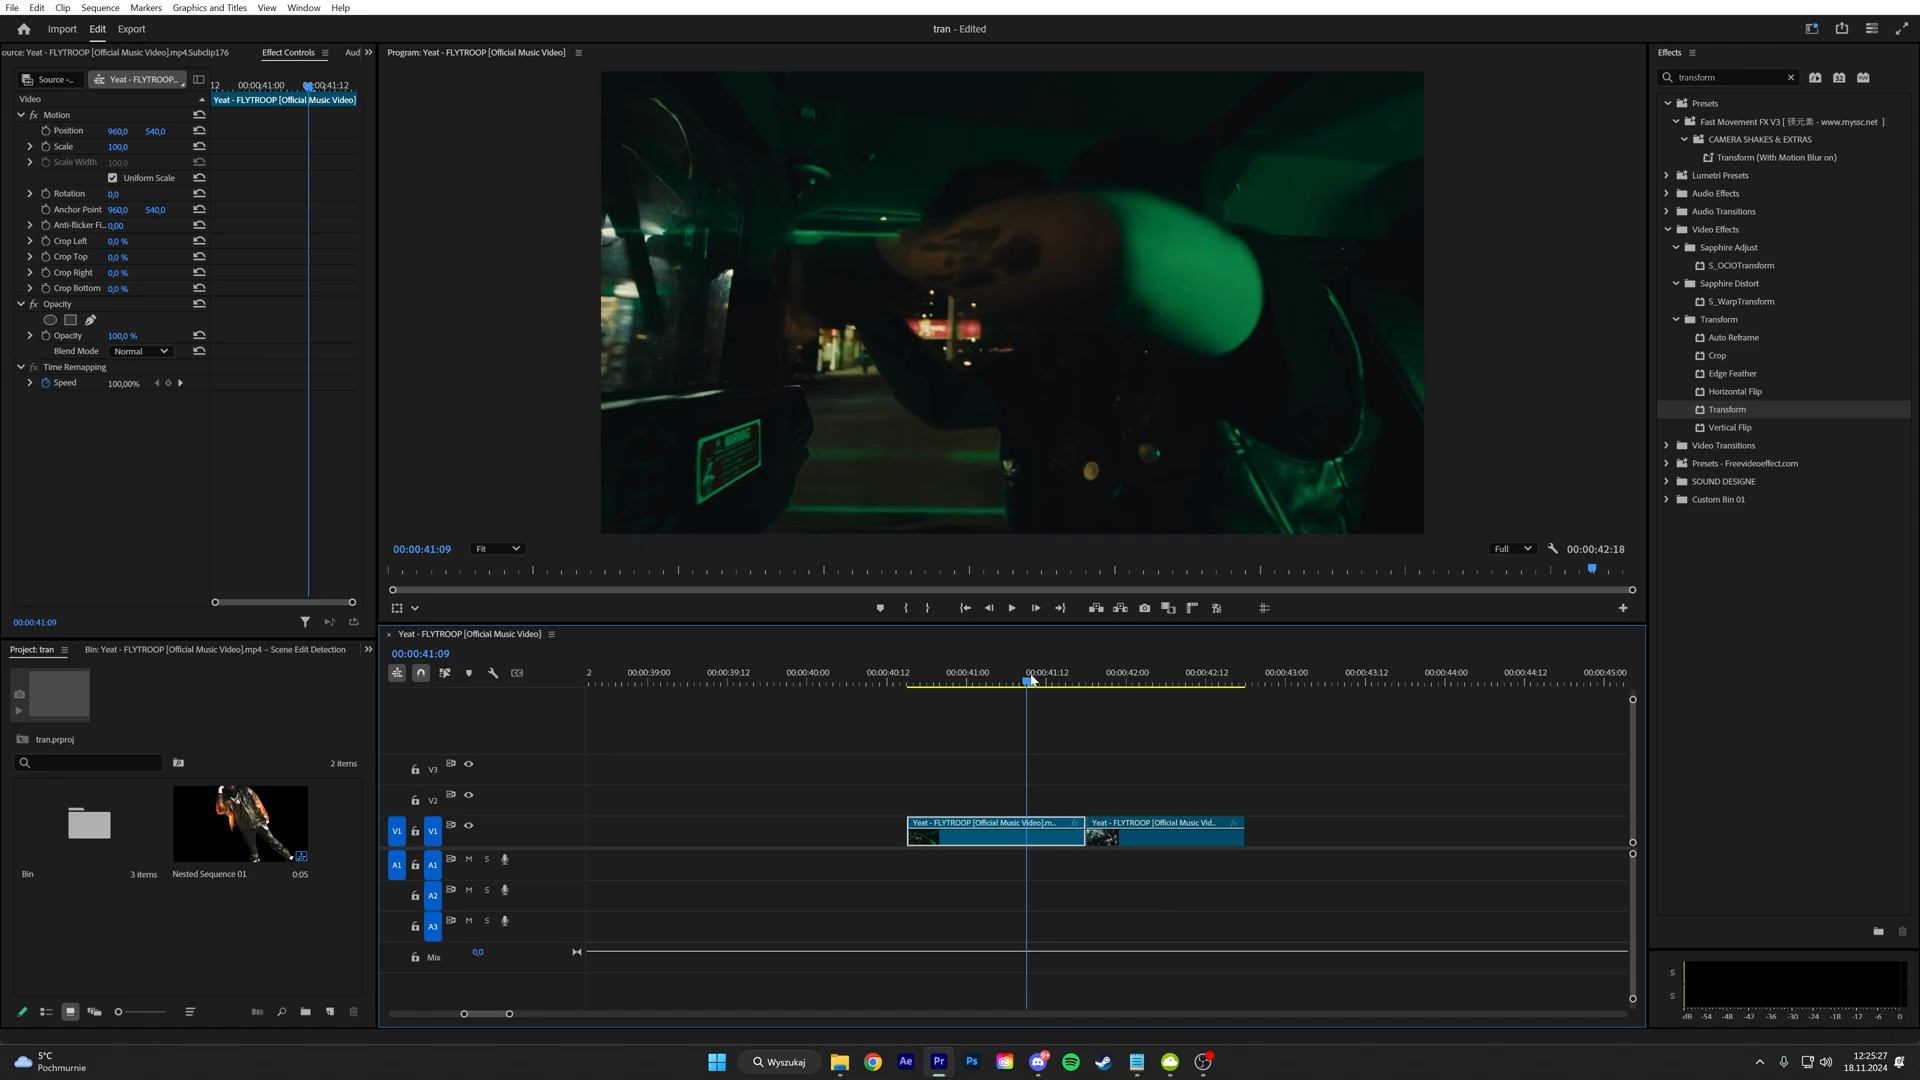 File Edit Clip Sequence Markers Graphics and Titles View Window Help
Import Edit Export
tran - Edited
ource: Yeat - FLYTROOP [Official Music Video].mp4.Subclip176
Effect Controls
Aud
Source -...
Yeat - FLYTROOP...
12 00:00:41:00 00:00:41:12
Video
Yeat - FLYTROOP [Official Music Video]
fx Motion
Position 960,0 540,0
Scale 100,0
Scale Width 100,0
Uniform Scale
Rotation 0,0
Anchor Point 960,0 540,0
Anti-flicker Fi... 0,00
Crop Left 0,0 %
Crop Top 0,0 %
Crop Right 0,0 %
Crop Bottom 0,0 %
fx Opacity
Opacity 100,0 %
Blend Mode Normal
fx Time Remapping
Speed 100,00%
00:00:41:09
Program: Yeat - FLYTROOP [Official Music Video]
WARNING
00:00:41:09 Fit
Full 00:00:42:18
Effects
transform
32 YUV
Presets
Fast Movement FX V3 [ 镁元素 - www.myssc.net ]
CAMERA SHAKES & EXTRAS
Transform (With Motion Blur on)
Lumetri Presets
Audio Effects
Audio Transitions
Video Effects
Sapphire Adjust
S_OCIOTransform
Sapphire Distort
S_WarpTransform
Transform
Auto Reframe
Crop
Edge Feather
Horizontal Flip
Transform
Vertical Flip
Video Transitions
Presets - Freevideoeffect.com
SOUND DESIGNE
Custom Bin 01
Project: tran
Bin: Yeat - FLYTROOP [Official Music Video].mp4 – Scene Edit Detection
tran.prproj
2 items
Bin 3 items
Nested Sequence 01 0:05
Yeat - FLYTROOP [Official Music Video]
00:00:41:09
2 00:00:39:00 00:00:39:12 00:00:40:00 00:00:40:12 00:00:41:00 00:00:41:12 00:00:42:00 00:00:42:12 00:00:43:00 00:00:43:12 00:00:44:00 00:00:44:12 00:00:45:00
V3
V2
V1 V1
Yeat - FLYTROOP [Official Music Video].m... fx
Yeat - FLYTROOP [Official Music Vid... fx
A1 A1 M S
A2 M S
A3 M S
Mix 0,0
S
S
dB -54 -48 -42 -36 -30 -24 -18 -12 -6 0
5°C
Pochmurnie
Wyszukaj
Ae Pr Ps
12:25:27
18.11.2024